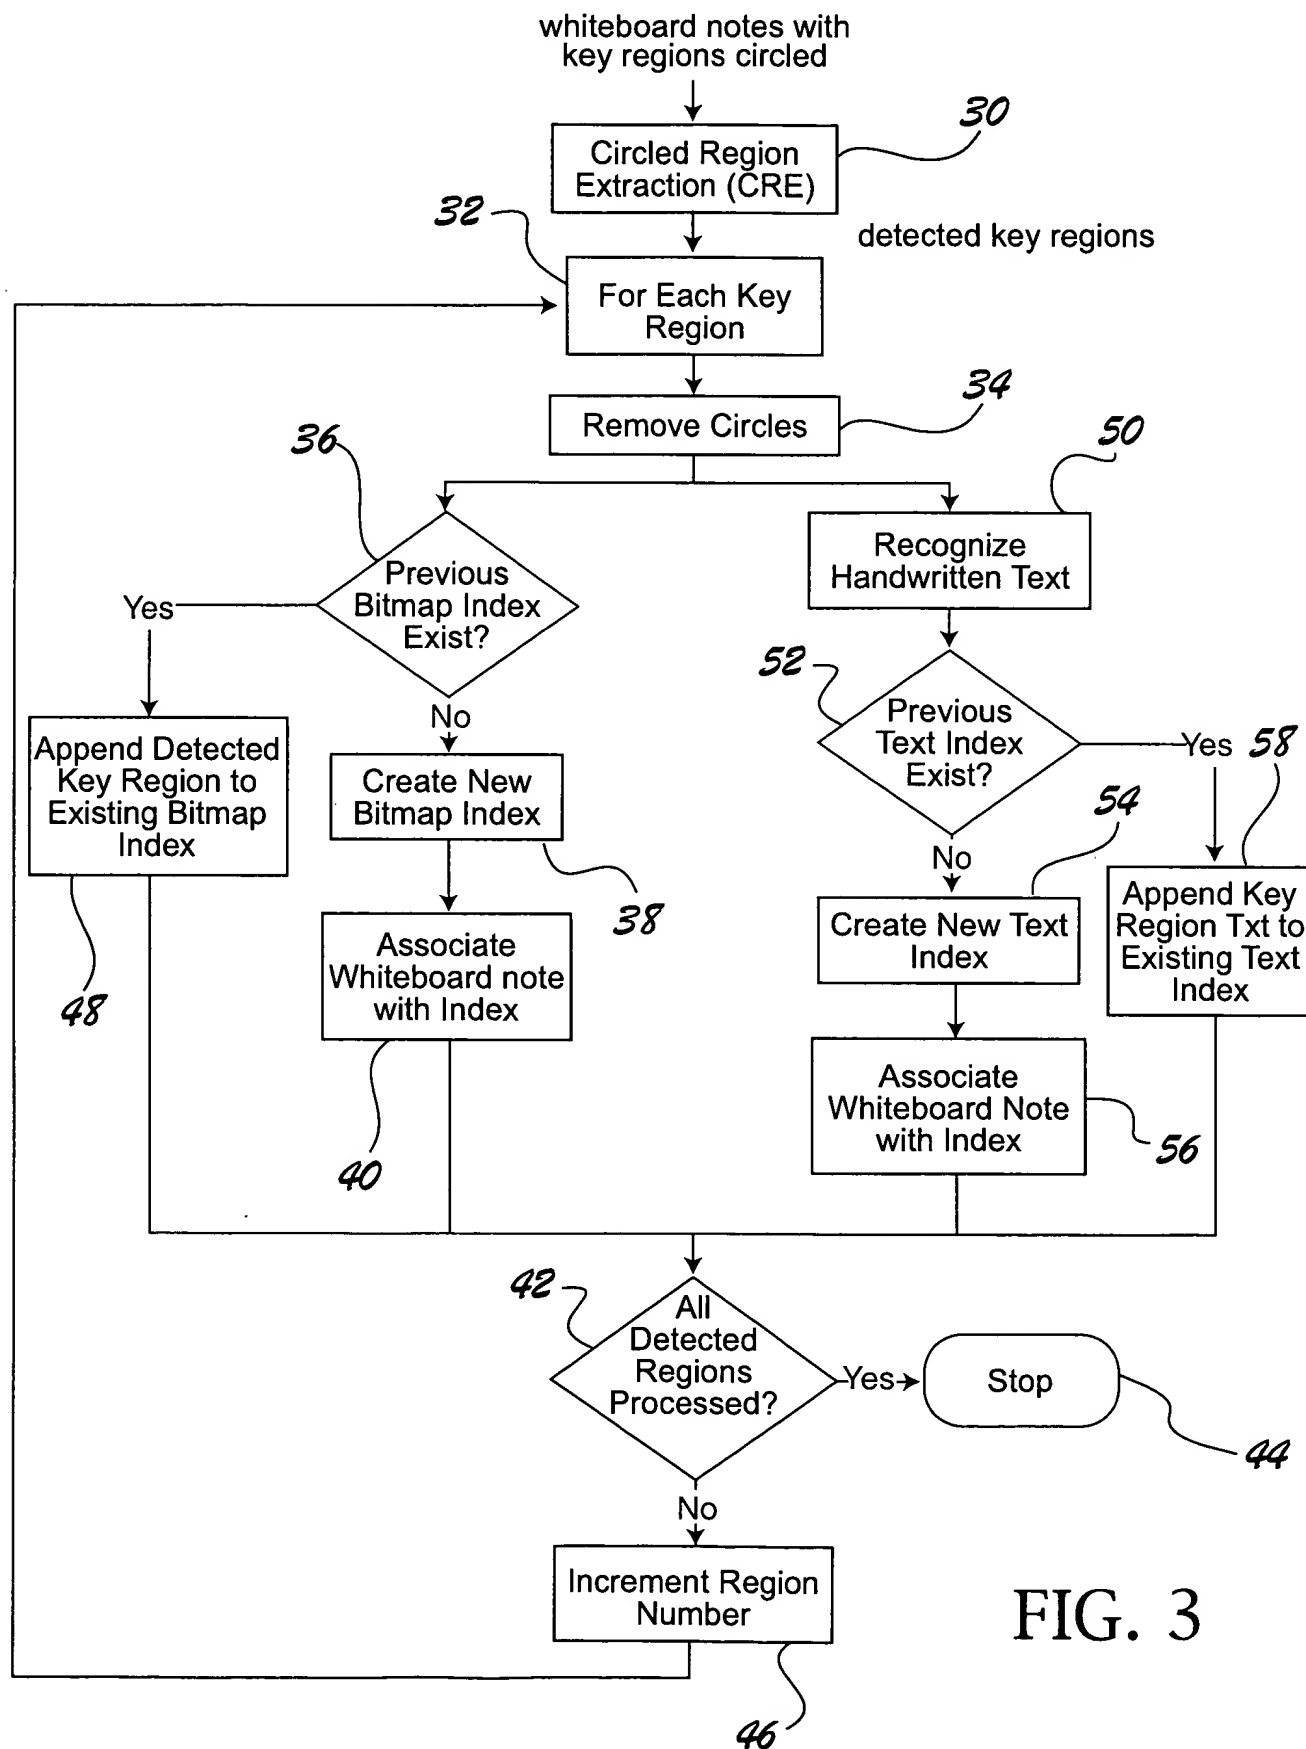 whiteboard notes with
key regions circled
30
Circled Region
Extraction (CRE)
32
detected key regions
For Each Key
Region
34
Remove Circles
36
50
Previous
Bitmap Index
Exist?
Recognize
Handwritten Text
Yes
52
No
Previous
Text Index
Exist?
Yes
58
Append Detected
Key Region to
Existing Bitmap
Index
Create New
Bitmap Index
54
No
38
48
Associate
Whiteboard note
with Index
Create New Text
Index
Append Key
Region Txt to
Existing Text
Index
40
Associate
Whiteboard Note
with Index
56
42
All
Detected
Regions
Processed?
Yes
Stop
44
No
Increment Region
Number
46
FIG. 3